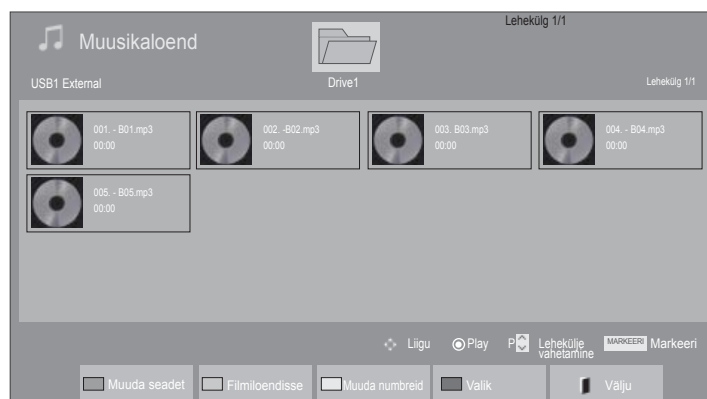 Lehekülg 1/1
Muusikaloend
USB1 External
Drive1
Lehekülg 1/1
001. - B01.mp3
00:00
002. -B02.mp3
00:00
003. B03.mp3
00:00
004. - B04.mp3
00:00
005. - B05.mp3
00:00
Liigu
Play
P
Lehekülje
vahetamine
MARKEERI
Markeeri
Muuda seadet
Filmiloendisse
Muuda numbreid
Valik
Välju